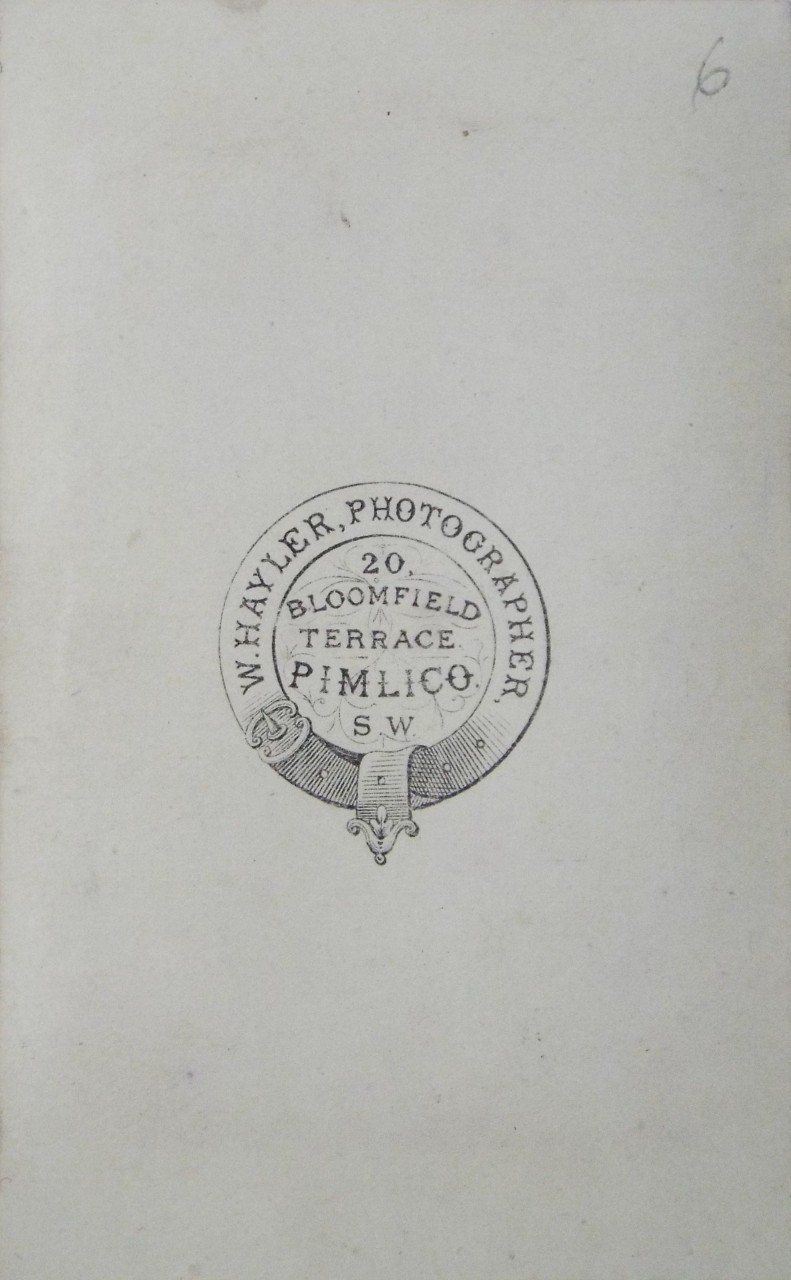 6
W. HAYLER, PHOTOGRAPHER,
20,
BLOOMFIELD
TERRACE.
PIMLICO.
S.W.